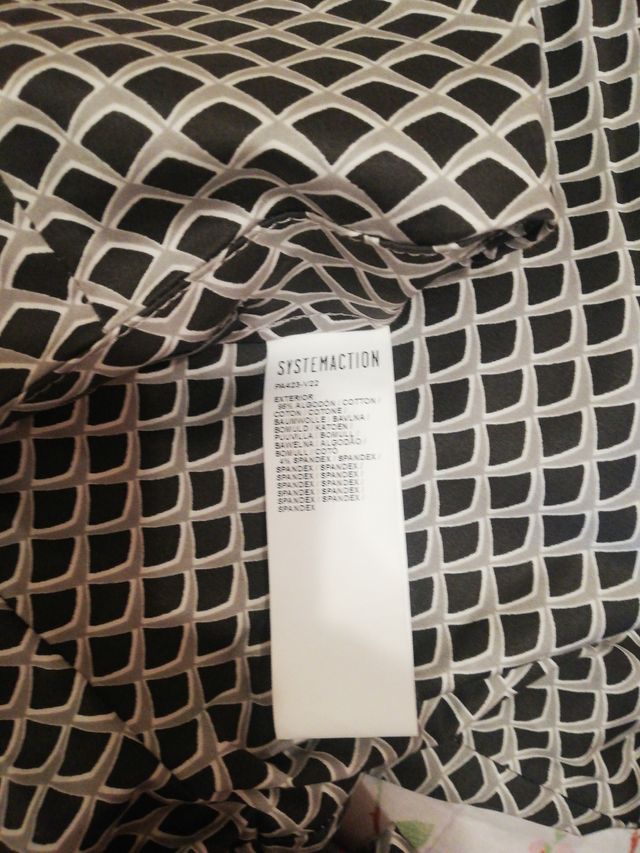 SYSTEMACTION
PA423-V22
EXTERIOR
96% ALGODÓN / COTTON /
COTON / COTONE /
BAUMWOLLE / BAVLNA /
BOMULD / KATOEN /
PUUVILLA / BOMULL /
BAWEŁNA / ALGODÃO /
BOMULL / COTO
4% SPANDEX / SPANDEX /
SPANDEX / SPANDEX /
SPANDEX / SPANDEX /
SPANDEX / SPANDEX /
SPANDEX / SPANDEX /
SPANDEX / SPANDEX /
SPANDEX